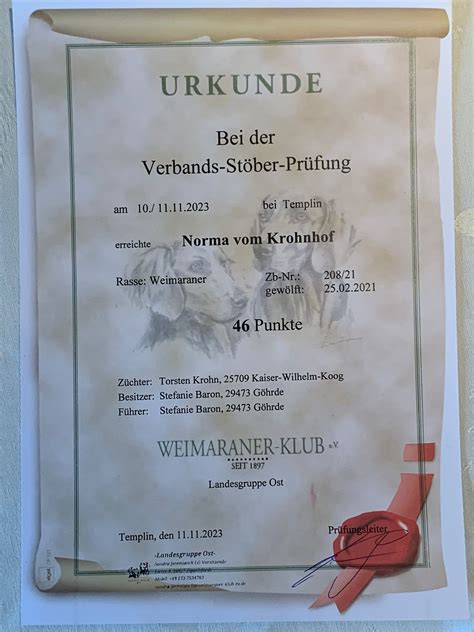 URKUNDE
Bei der
Verbands-Stöber-Prüfung
am 10./ 11.11.2023 bei Templin
erreichte Norma vom Krohnhof
Rasse: Weimaraner Zb-Nr.: 208/21
gewölft: 25.02.2021
46 Punkte
Züchter: Torsten Krohn, 25709 Kaiser-Wilhelm-Koog
Besitzer: Stefanie Baron, 29473 Göhrde
Führer: Stefanie Baron, 29473 Göhrde
WEIMARANER-KLUB e.V.
SEIT 1897
Landesgruppe Ost
Templin, den 11.11.2023 Prüfungsleiter
-Landesgruppe Ost-